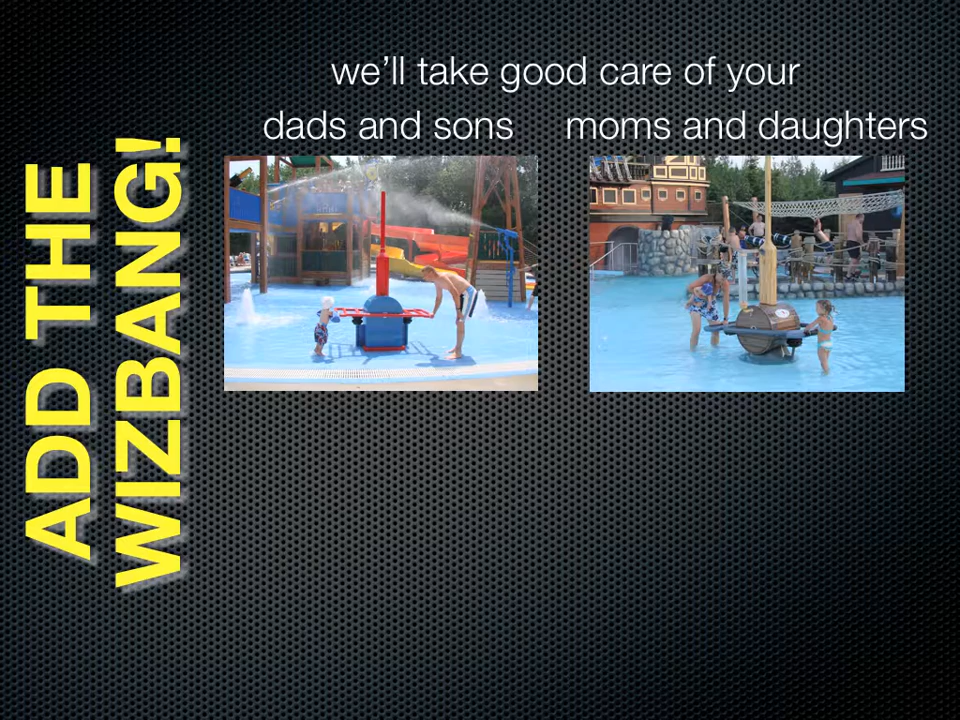 ADD THE
WIZBANG!
we’ll take good care of your
dads and sons
moms and daughters